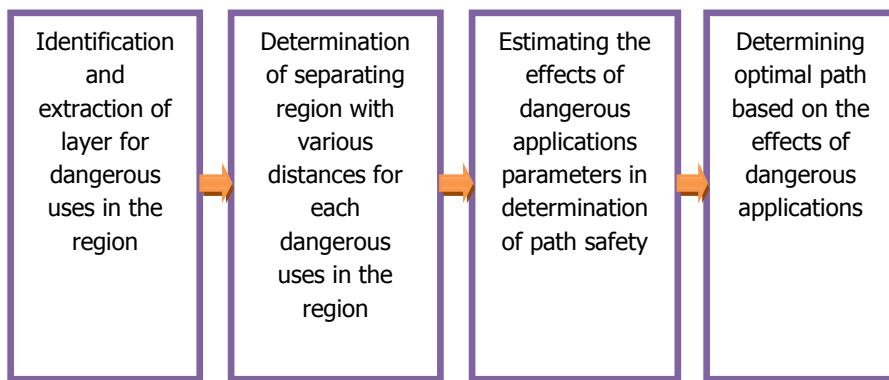 Identification
and
extraction of
layer for
dangerous
uses in the
region
Determination
of separating
region with
various
distances for
each
dangerous
uses in the
region
Estimating the
effects of
dangerous
applications
parameters in
determination
of path safety
Determining
optimal path
based on the
effects of
dangerous
applications